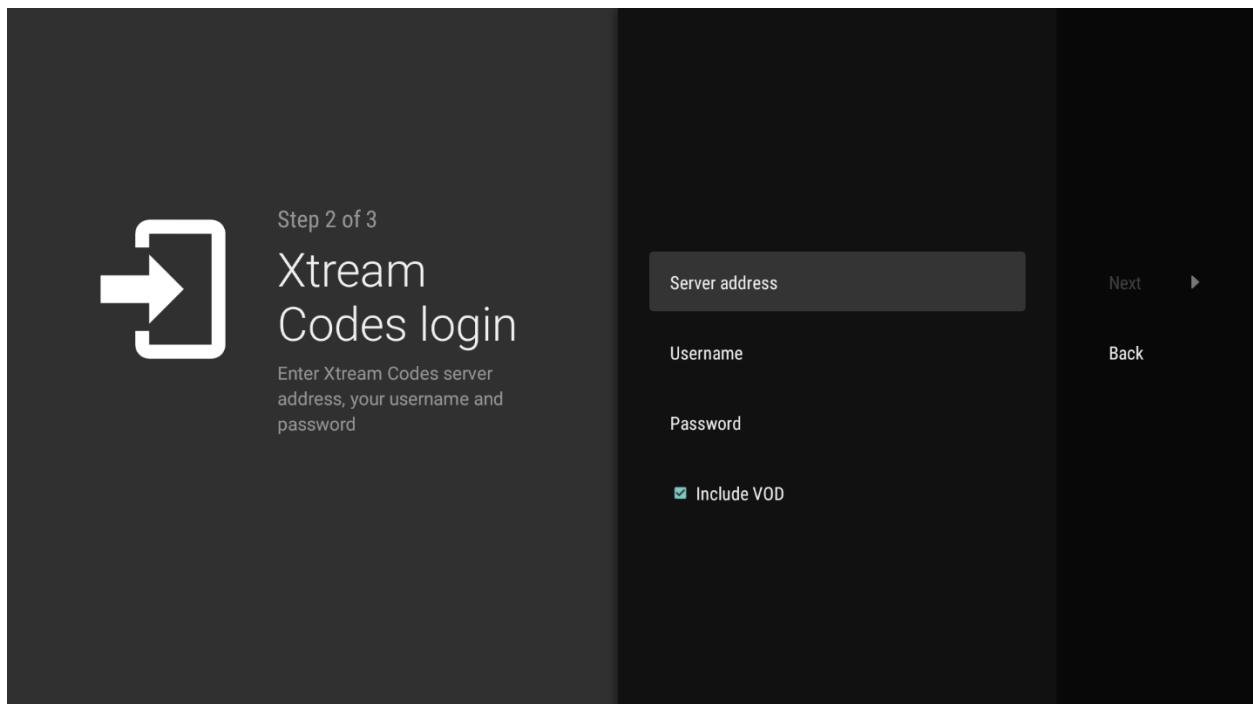 Step 2 of 3
Xtream
Codes login
Enter Xtream Codes server
address, your username and
password
Server address
Username
Password
Include VOD
Next
Back